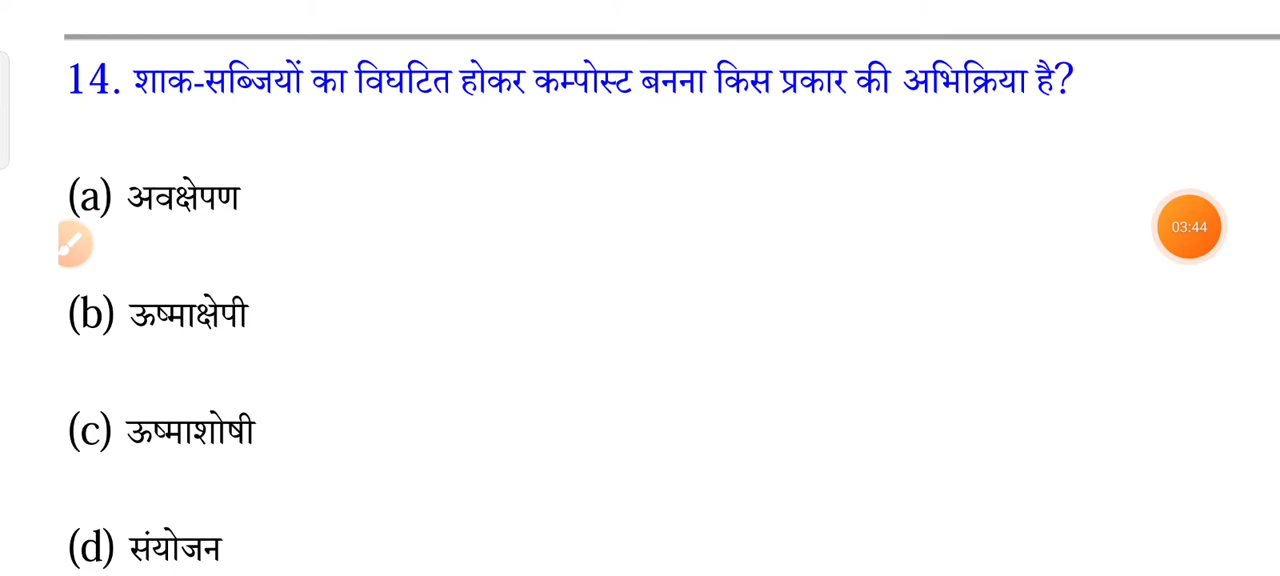 14. शाक-सब्जियों का विघटित होकर कम्पोस्ट बनना किस प्रकार की अभिक्रिया है?
(a) अवक्षेपण
03:44
(b) ऊष्माक्षेपी
(c) ऊष्माशोषी
(d) संयोजन